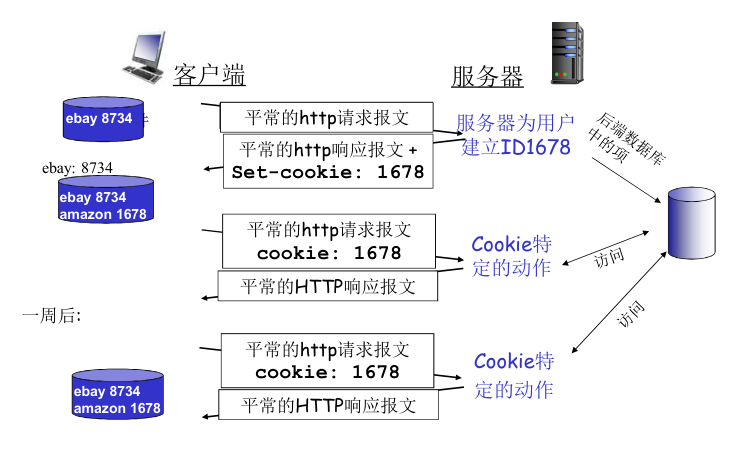 客户端
服务器
ebay 8734
平常的http请求报文
服务器为用户
建立ID1678
后端数据库
中的项
平常的http响应报文 +
Set-cookie: 1678
ebay: 8734
ebay 8734
amazon 1678
平常的http请求报文
cookie: 1678
Cookie特
定的动作
访问
平常的HTTP响应报文
一周后:
访问
平常的http请求报文
cookie: 1678
Cookie特
定的动作
ebay 8734
amazon 1678
平常的HTTP响应报文